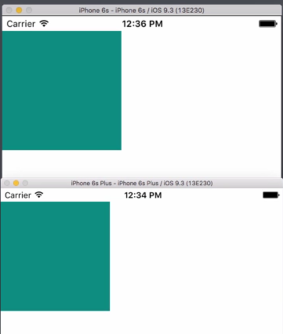 iPhone 6s - iPhone 6s / iOS 9.3 (13E230)
Carrier 12:36 PM
iPhone 6s Plus - iPhone 6s Plus / iOS 9.3 (13E230)
Carrier 12:34 PM